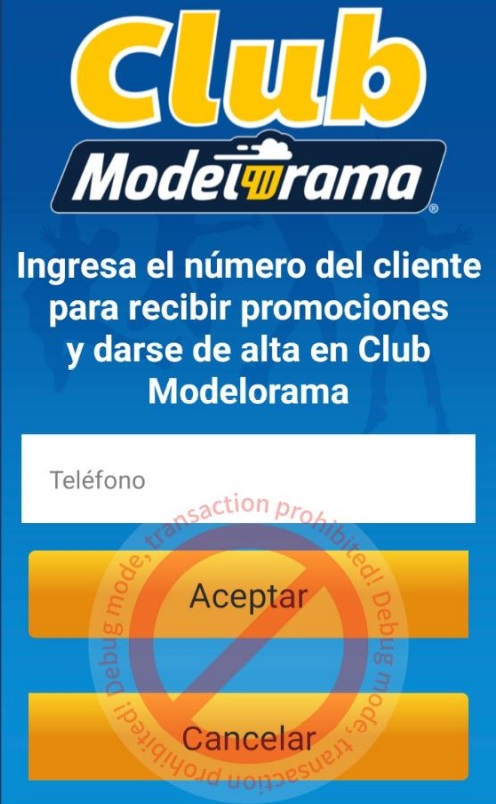 Club
Modelorama
®
Ingresa el número del cliente
para recibir promociones
y darse de alta en Club
Modelorama
Teléfono
Aceptar
Cancelar
Debug mode, transaction prohibited! Debug mode, transaction prohibited!